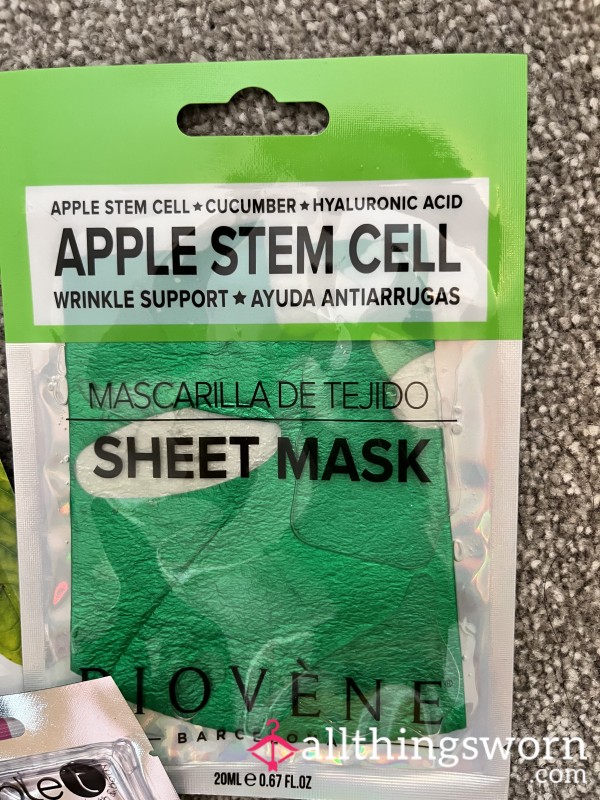 APPLE STEM CELL★CUCUMBER★HYALURONIC ACID
APPLE STEM CELL
WRINKLE SUPPORT ★ AYUDA ANTIARRUGAS
MASCARILLA DE TEJIDO
SHEET MASK
BIOVÈNE®
allthingsworn
.com
20ML ℮ 0.67 FL.OZ